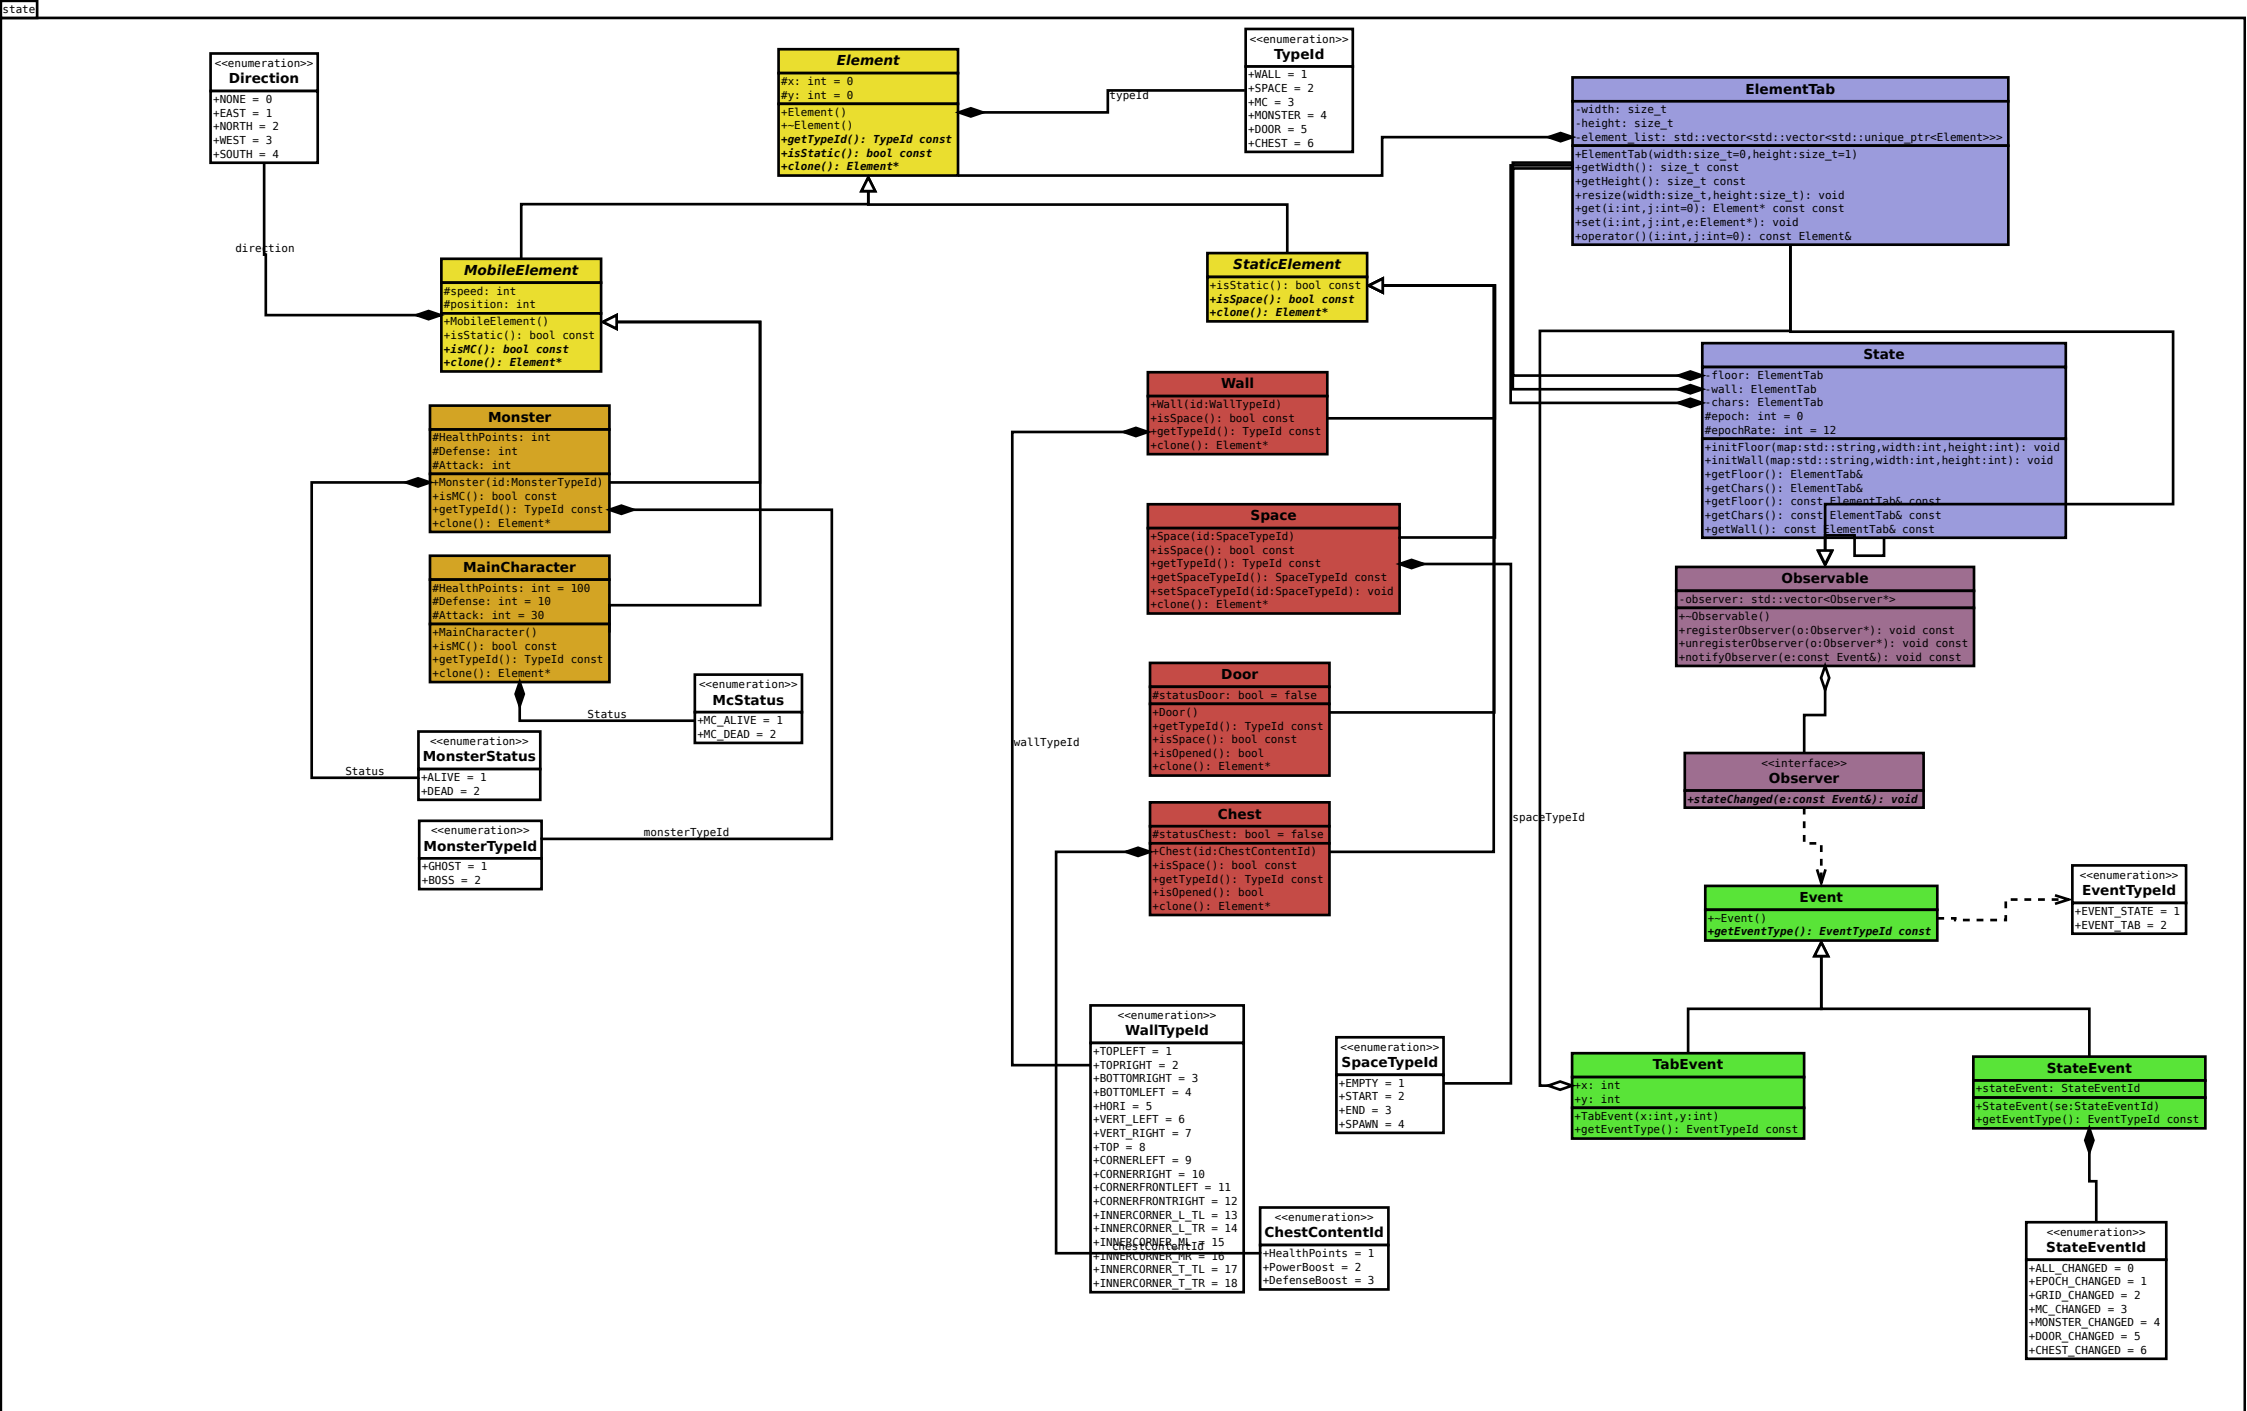 state
<<enumeration>>
Direction
+NONE = 0
+EAST = 1
+NORTH = 2
+WEST = 3
+SOUTH = 4
direction
Element
#x: int = 0
#y: int = 0
+Element()
+~Element()
+getTypeId(): TypeId const
+isStatic(): bool const
+clone(): Element*
typeId
<<enumeration>>
TypeId
+WALL = 1
+SPACE = 2
+MC = 3
+MONSTER = 4
+DOOR = 5
+CHEST = 6
ElementTab
-width: size_t
-height: size_t
-element_list: std::vector<std::vector<std::unique_ptr<Element>>>
+ElementTab(width:size_t=0,height:size_t=1)
+getWidth(): size_t const
+getHeight(): size_t const
+resize(width:size_t,height:size_t): void
+get(i:int,j:int=0): Element* const const
+set(i:int,j:int,e:Element*): void
+operator()(i:int,j:int=0): const Element&
MobileElement
#speed: int
#position: int
+MobileElement()
+isStatic(): bool const
+isMC(): bool const
+clone(): Element*
StaticElement
+isStatic(): bool const
+isSpace(): bool const
+clone(): Element*
State
-floor: ElementTab
-wall: ElementTab
-chars: ElementTab
#epoch: int = 0
#epochRate: int = 12
+initFloor(map:std::string,width:int,height:int): void
+initWall(map:std::string,width:int,height:int): void
+getFloor(): ElementTab&
+getChars(): ElementTab&
+getFloor(): const ElementTab& const
+getChars(): const ElementTab& const
+getWall(): const ElementTab& const
Monster
#HealthPoints: int
#Defense: int
#Attack: int
+Monster(id:MonsterTypeId)
+isMC(): bool const
+getTypeId(): TypeId const
+clone(): Element*
Wall
+Wall(id:WallTypeId)
+isSpace(): bool const
+getTypeId(): TypeId const
+clone(): Element*
Space
+Space(id:SpaceTypeId)
+isSpace(): bool const
+getTypeId(): TypeId const
+getSpaceTypeId(): SpaceTypeId const
+setSpaceTypeId(id:SpaceTypeId): void
+clone(): Element*
MainCharacter
#HealthPoints: int = 100
#Defense: int = 10
#Attack: int = 30
+MainCharacter()
+isMC(): bool const
+getTypeId(): TypeId const
+clone(): Element*
Observable
-observer: std::vector<Observer*>
+~Observable()
+registerObserver(o:Observer*): void const
+unregisterObserver(o:Observer*): void const
+notifyObserver(e:const Event&): void const
Status
<<enumeration>>
McStatus
+MC_ALIVE = 1
+MC_DEAD = 2
Status
<<enumeration>>
MonsterStatus
+ALIVE = 1
+DEAD = 2
<<enumeration>>
MonsterTypeId
+GHOST = 1
+BOSS = 2
monsterTypeId
wallTypeId
Door
#statusDoor: bool = false
+Door()
+getTypeId(): TypeId const
+isSpace(): bool const
+isOpened(): bool
+clone(): Element*
Chest
#statusChest: bool = false
+Chest(id:ChestContentId)
+isSpace(): bool const
+getTypeId(): TypeId const
+isOpened(): bool
+clone(): Element*
spaceTypeId
<<interface>>
Observer
+stateChanged(e:const Event&): void
Event
+~Event()
+getEventType(): EventTypeId const
<<enumeration>>
EventTypeId
+EVENT_STATE = 1
+EVENT_TAB = 2
<<enumeration>>
WallTypeId
+TOPLEFT = 1
+TOPRIGHT = 2
+BOTTOMRIGHT = 3
+BOTTOMLEFT = 4
+HORI = 5
+VERT_LEFT = 6
+VERT_RIGHT = 7
+TOP = 8
+CORNERLEFT = 9
+CORNERRIGHT = 10
+CORNERFRONTLEFT = 11
+CORNERFRONTRIGHT = 12
+INNERCORNER_L_TL = 13
+INNERCORNER_L_TR = 14
+INNERCORNER_ML = 15
chestContentId
+INNERCORNER_MR = 16
+INNERCORNER_T_TL = 17
+INNERCORNER_T_TR = 18
<<enumeration>>
SpaceTypeId
+EMPTY = 1
+START = 2
+END = 3
+SPAWN = 4
<<enumeration>>
ChestContentId
+HealthPoints = 1
+PowerBoost = 2
+DefenseBoost = 3
TabEvent
+x: int
+y: int
+TabEvent(x:int,y:int)
+getEventType(): EventTypeId const
StateEvent
+stateEvent: StateEventId
+StateEvent(se:StateEventId)
+getEventType(): EventTypeId const
<<enumeration>>
StateEventId
+ALL_CHANGED = 0
+EPOCH_CHANGED = 1
+GRID_CHANGED = 2
+MC_CHANGED = 3
+MONSTER_CHANGED = 4
+DOOR_CHANGED = 5
+CHEST_CHANGED = 6